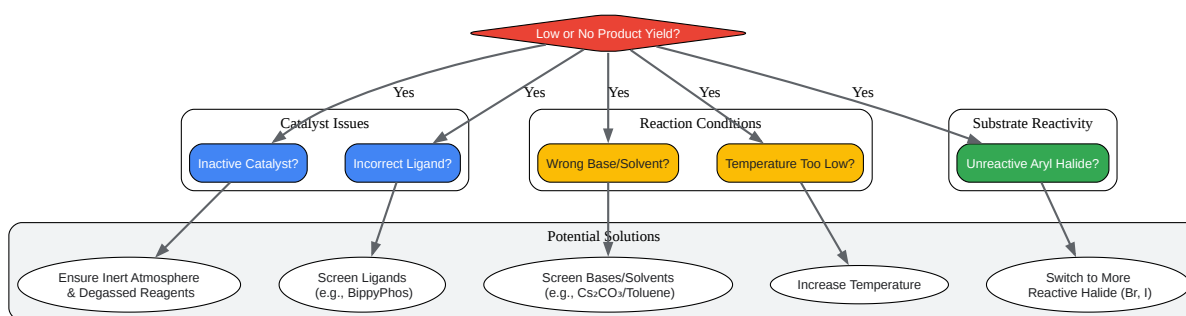 Low or No Product Yield?
Yes
Yes
Yes
Yes
Yes
Catalyst Issues
Reaction Conditions
Substrate Reactivity
Inactive Catalyst?
Incorrect Ligand?
Wrong Base/Solvent?
Temperature Too Low?
Unreactive Aryl Halide?
Potential Solutions
Ensure Inert Atmosphere
& Degassed Reagents
Screen Ligands
(e.g., BippyPhos)
Screen Bases/Solvents
(e.g., Cs₂CO₃/Toluene)
Increase Temperature
Switch to More
Reactive Halide (Br, I)